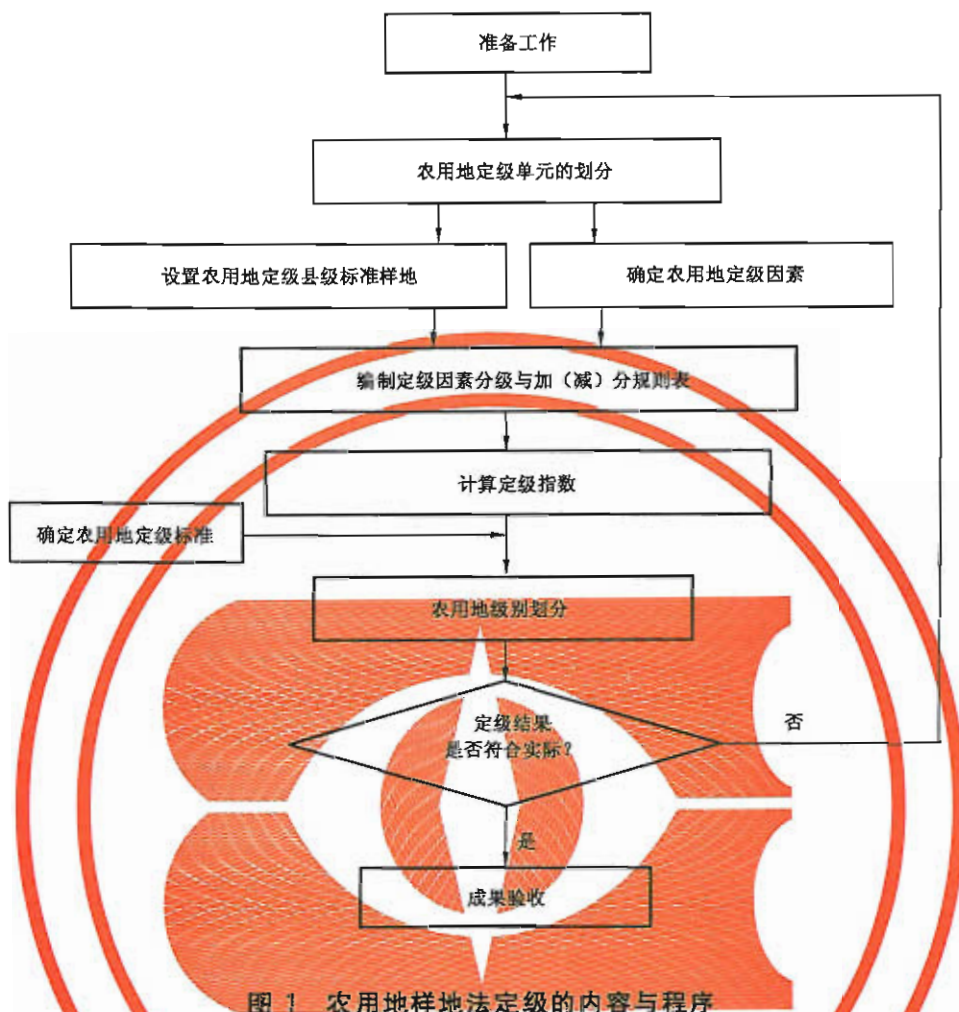 准备工作
农用地定级单元的划分
设置农用地定级县级标准样地
确定农用地定级因素
编制定级因素分级与加（减）分规则表
计算定级指数
确定农用地定级标准
农用地级别划分
定级结果
是否符合实际？
否
是
成果验收
图 1 农用地样地法定级的内容与程序